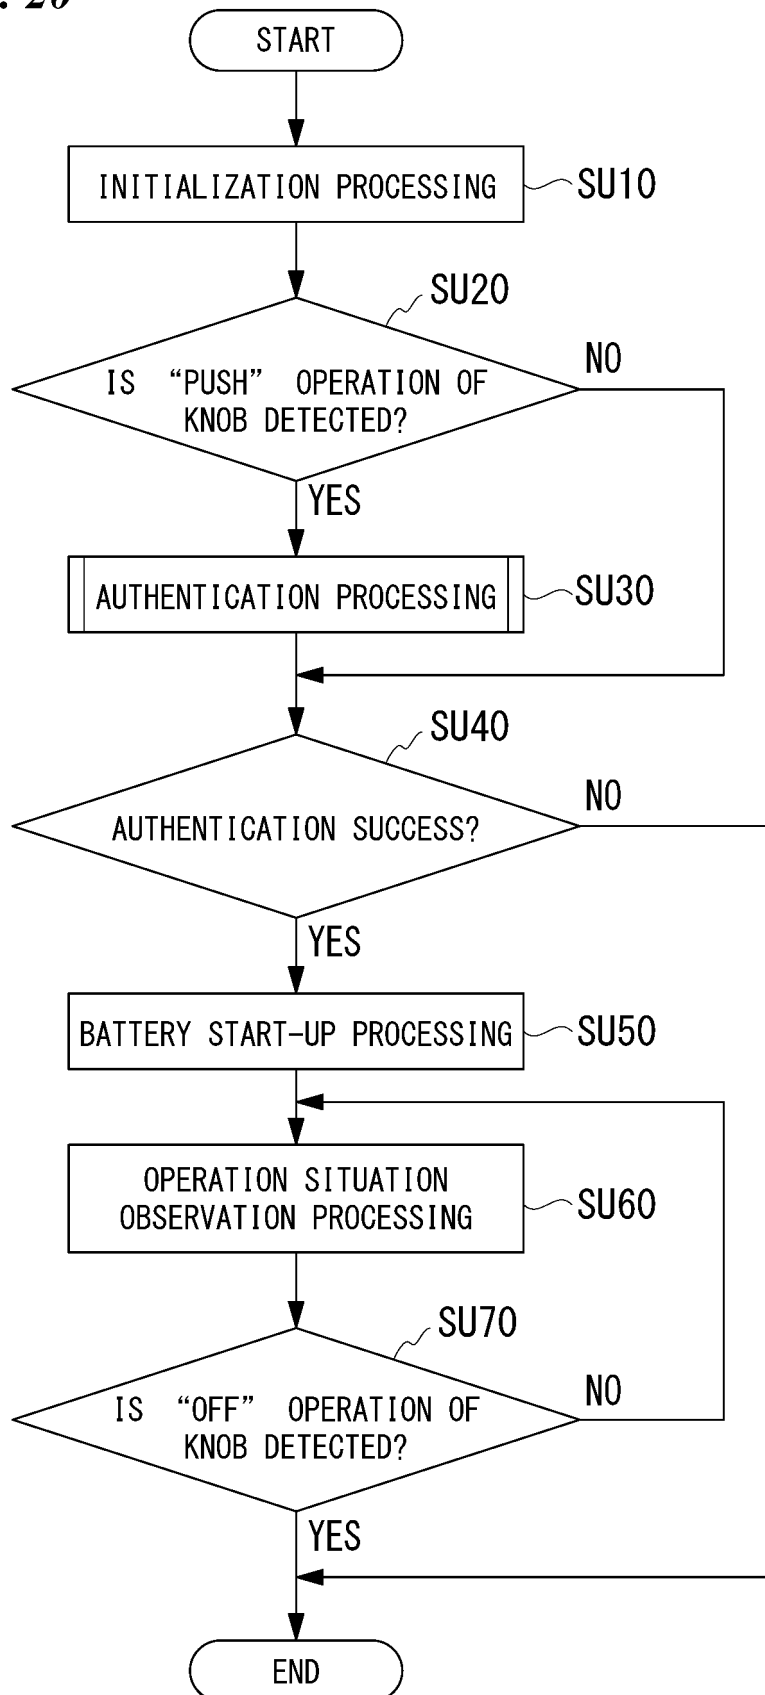 START
INITIALIZATION PROCESSING
SU10
SU20
IS “PUSH” OPERATION OF
KNOB DETECTED?
NO
YES
AUTHENTICATION PROCESSING
SU30
SU40
AUTHENTICATION SUCCESS?
NO
YES
BATTERY START-UP PROCESSING
SU50
OPERATION SITUATION
OBSERVATION PROCESSING
SU60
SU70
IS “OFF” OPERATION OF
KNOB DETECTED?
NO
YES
END